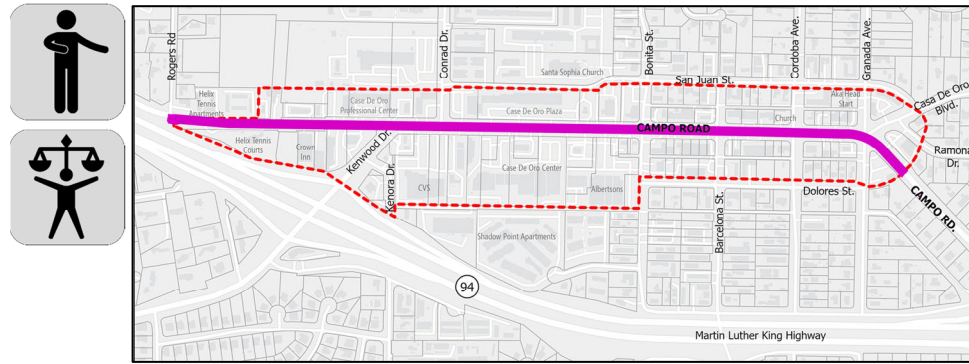 Rogers Rd
Conrad Dr.
Bonita St.
Cordoba Ave.
Granada Ave.
Santa Sophia Church
San Juan St.
Helix
Tennis
Apartments
Case De Oro
Professional Center
Case De Oro Plaza
Aka Head
Start
Casa De Oro
Blvd.
Church
CAMPO ROAD
Helix Tennis
Courts
Crown
Inn
Kenwood Dr.
Kenora Dr.
CVS
Case De Oro Center
Albertsons
Ramona
Dr.
Dolores St.
CAMPO RD.
Barcelona St.
Shadow Point Apartments
94
Martin Luther King Highway